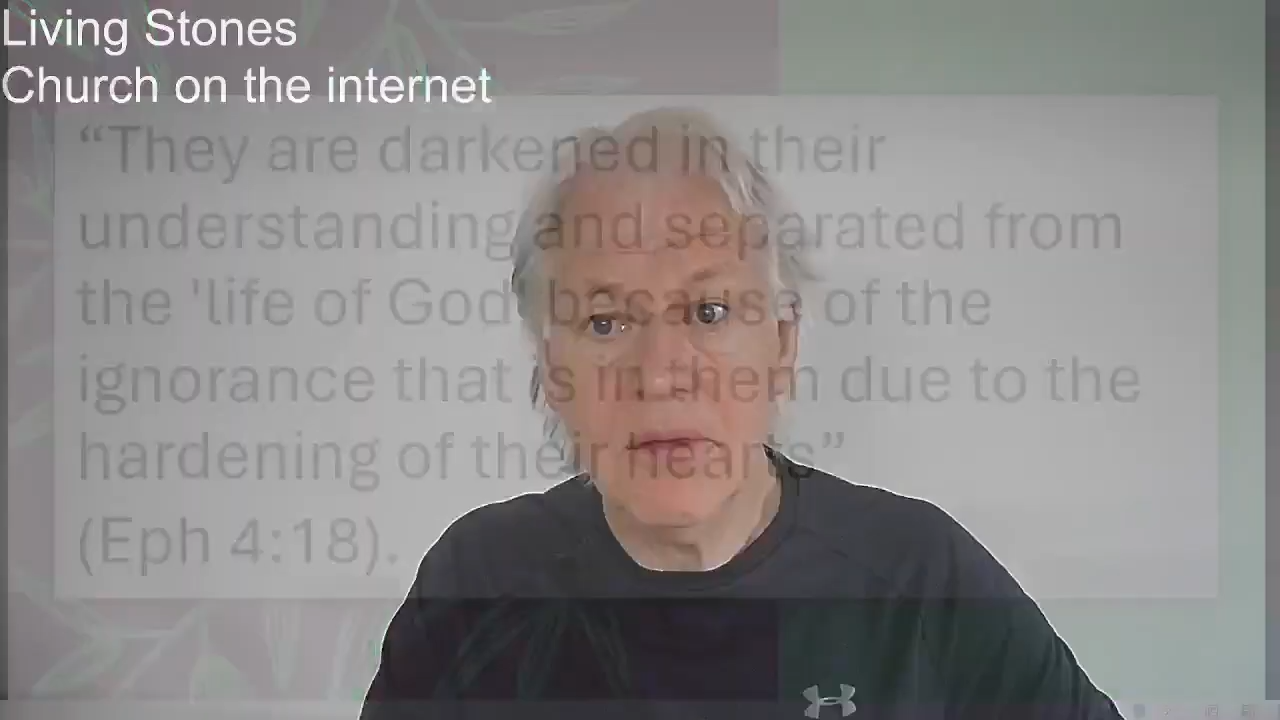 Living Stones
Church on the internet
“They are darkened in their
understanding and separated from
the 'life of God' because of the
ignorance that is in them due to the
hardening of their hearts”
(Eph 4:18).